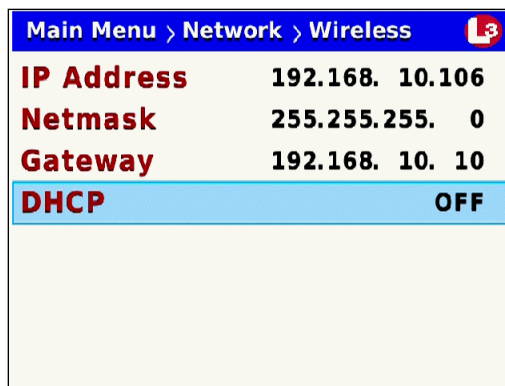 Main Menu > Network > Wireless L3
IP Address 192.168. 10.106
Netmask 255.255.255. 0
Gateway 192.168. 10. 10
DHCP OFF